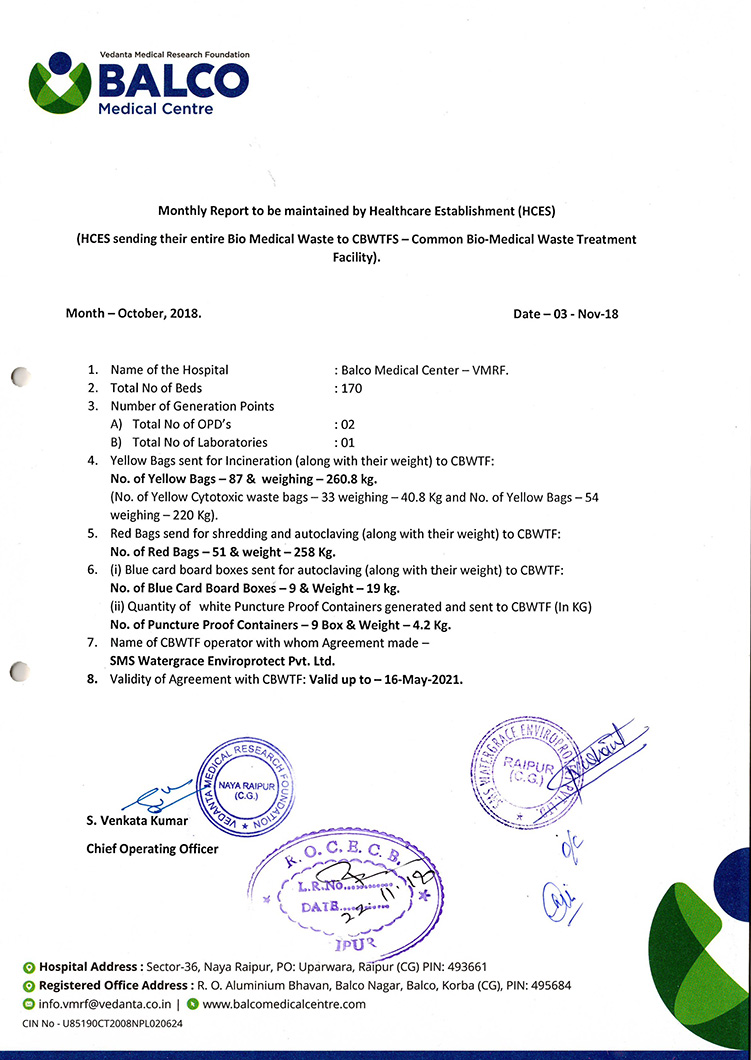 Vedanta Medical Research Foundation
BALCO
Medical Centre
Monthly Report to be maintained by Healthcare Establishment (HCES)
(HCES sending their entire Bio Medical Waste to CBWTFS – Common Bio-Medical Waste Treatment
Facility).
Month – October, 2018. Date – 03 - Nov-18
1. Name of the Hospital : Balco Medical Center – VMRF.
2. Total No of Beds : 170
3. Number of Generation Points
A) Total No of OPD's : 02
B) Total No of Laboratories : 01
4. Yellow Bags sent for Incineration (along with their weight) to CBWTF:
No. of Yellow Bags – 87 & weighing – 260.8 kg.
(No. of Yellow Cytotoxic waste bags – 33 weighing – 40.8 Kg and No. of Yellow Bags – 54
weighing – 220 Kg).
5. Red Bags send for shredding and autoclaving (along with their weight) to CBWTF:
No. of Red Bags – 51 & weight – 258 Kg.
6. (i) Blue card board boxes sent for autoclaving (along with their weight) to CBWTF:
No. of Blue Card Board Boxes – 9 & Weight – 19 kg.
(ii) Quantity of white Puncture Proof Containers generated and sent to CBWTF (In KG)
No. of Puncture Proof Containers – 9 Box & Weight – 4.2 Kg.
7. Name of CBWTF operator with whom Agreement made –
SMS Watergrace Enviroprotect Pvt. Ltd.
8. Validity of Agreement with CBWTF: Valid up to – 16-May-2021.
VEDANTA MEDICAL RESEARCH FOUNDATION
NAYA RAIPUR
(C.G.)
SMS WATERGRACE ENVIROPROTECT PVT. LTD.
RAIPUR
(C.G.)
S. Venkata Kumar
Chief Operating Officer
o/c
R.O.C.E.C.B.
L.R.No.
DATE 22.11.18
IPUR
Hospital Address : Sector-36, Naya Raipur, PO: Uparwara, Raipur (CG) PIN: 493661
Registered Office Address : R. O. Aluminium Bhavan, Balco Nagar, Balco, Korba (CG), PIN: 495684
info.vmrf@vedanta.co.in | www.balcomedicalcentre.com
CIN No - U85190CT2008NPL020624